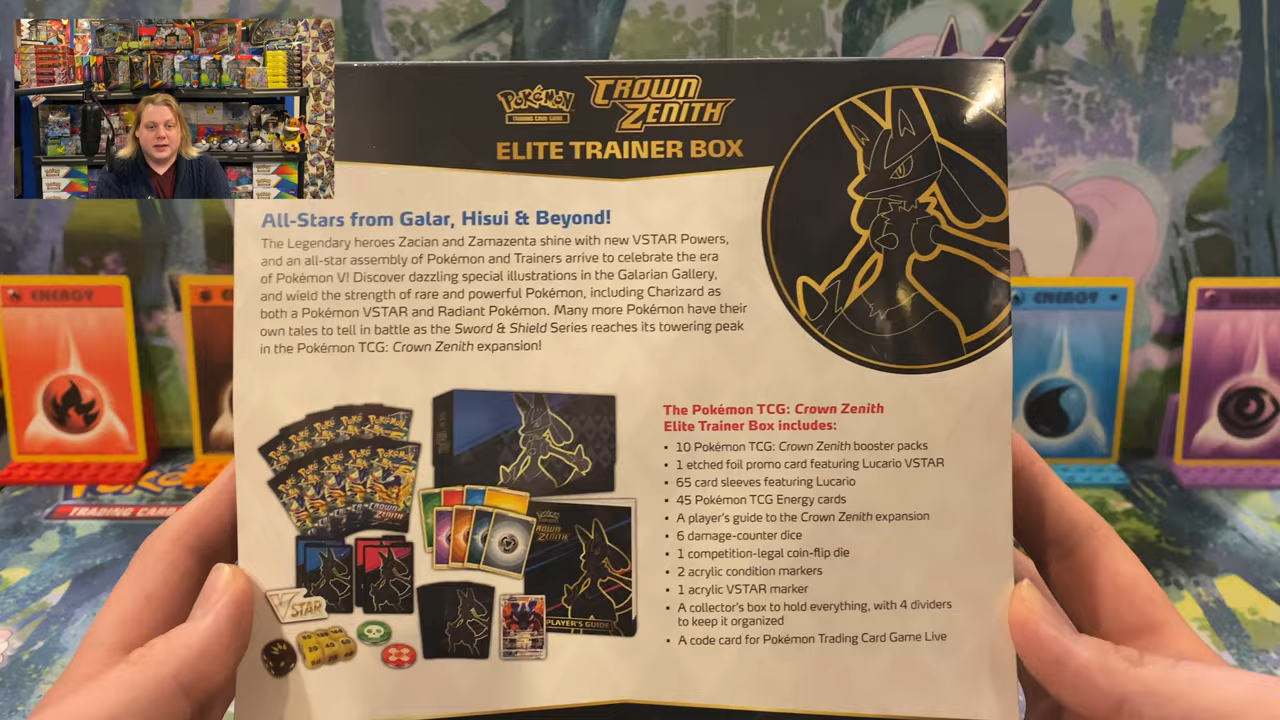 Pokémon
TRADING CARD GAME
CROWN
ZENITH
ELITE TRAINER BOX
All-Stars from Galar, Hisui & Beyond!
The Legendary heroes Zacian and Zamazenta shine with new VSTAR Powers,
and an all-star assembly of Pokémon and Trainers arrive to celebrate the era
of Pokémon V! Discover dazzling special illustrations in the Galarian Gallery,
and wield the strength of rare and powerful Pokémon, including Charizard as
both a Pokémon VSTAR and Radiant Pokémon. Many more Pokémon have their
own tales to tell in battle as the Sword & Shield Series reaches its towering peak
in the Pokémon TCG: Crown Zenith expansion!
ENERGY
ENERGY
ENERGY
TRADING CARD
The Pokémon TCG: Crown Zenith
Elite Trainer Box includes:
• 10 Pokémon TCG: Crown Zenith booster packs
• 1 etched foil promo card featuring Lucario VSTAR
• 65 card sleeves featuring Lucario
• 45 Pokémon TCG Energy cards
• A player's guide to the Crown Zenith expansion
• 6 damage-counter dice
• 1 competition-legal coin-flip die
• 2 acrylic condition markers
• 1 acrylic VSTAR marker
• A collector's box to hold everything, with 4 dividers
to keep it organized
• A code card for Pokémon Trading Card Game Live
CROWN
ZENITH
PLAYER'S GUIDE
VSTAR